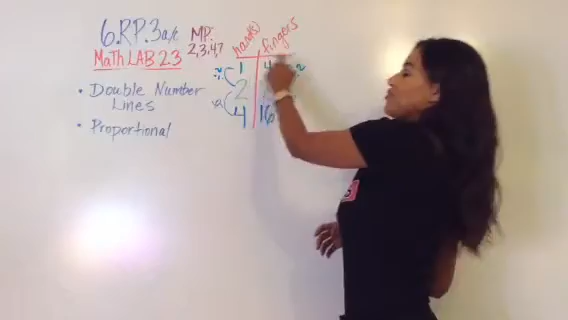 6.RP.3a/c
MP:
2,3,4,7
Math LAB 2.3
• Double Number
Lines
• Proportional
hand(s) fingers
1 4
2
4 16